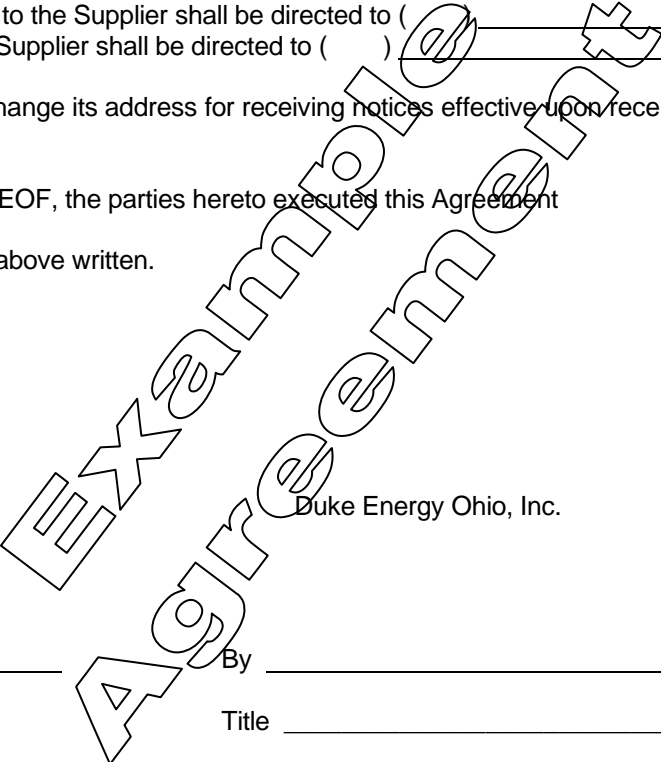 to the Supplier shall be directed to ( )
Supplier shall be directed to ( )
hange its address for receiving notices effective upon rece
EOF, the parties hereto executed this Agreement
above written.
Example
Agreement
Duke Energy Ohio, Inc.
By
Title